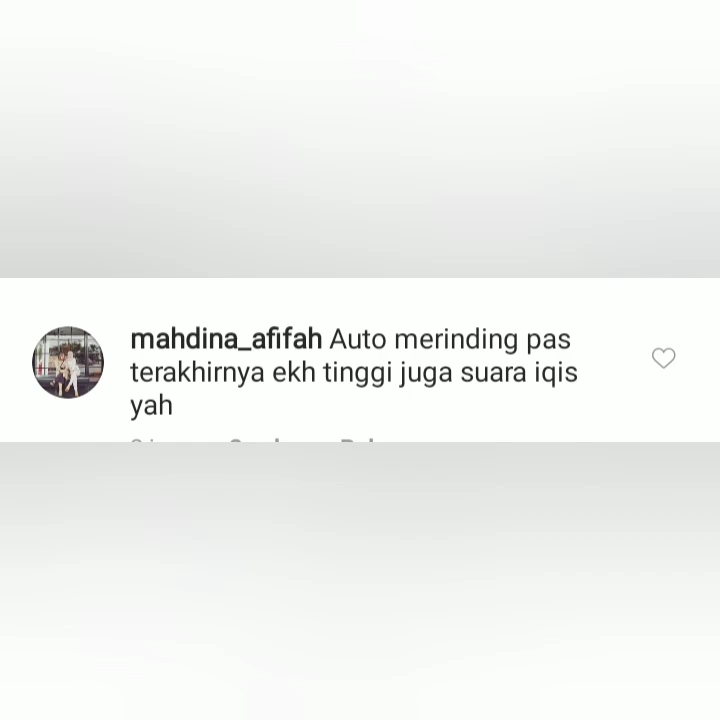 mahdina_afifah Auto merinding pas
terakhirnya ekh tinggi juga suara iqis
yah